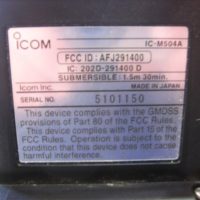 ICOM IC-M504A
FCC ID : AFJ291400
IC: 202D-291400 D
SUBMERSIBLE: 1.5m 30min.
Icom Inc. MADE IN JAPAN
SERIAL NO. 5101150
This device complies with the GMDSS
provisions of Part 80 of the FCC Rules.
This device complies with Part 15 of the
FCC Rules. Operation is subject to the
condition that this device does not
cause harmful interference.